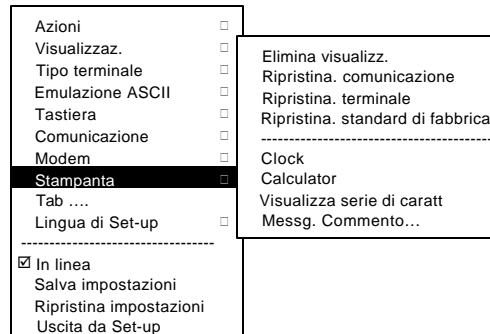 Azioni
Visualizzaz.
Tipo terminale
Emulazione ASCII
Tastiera
Comunicazione
Modem
Stampanta
Tab ....
Lingua di Set-up
----------------------------------
☑ In linea
Salva impostazioni
Ripristina impostazioni
Uscita da Set-up
Elimina visualizz.
Ripristina. comunicazione
Ripristina. terminale
Ripristina. standard di fabbrica
------------------------------------------
Clock
Calculator
Visualizza serie di caratt
Messg. Commento…